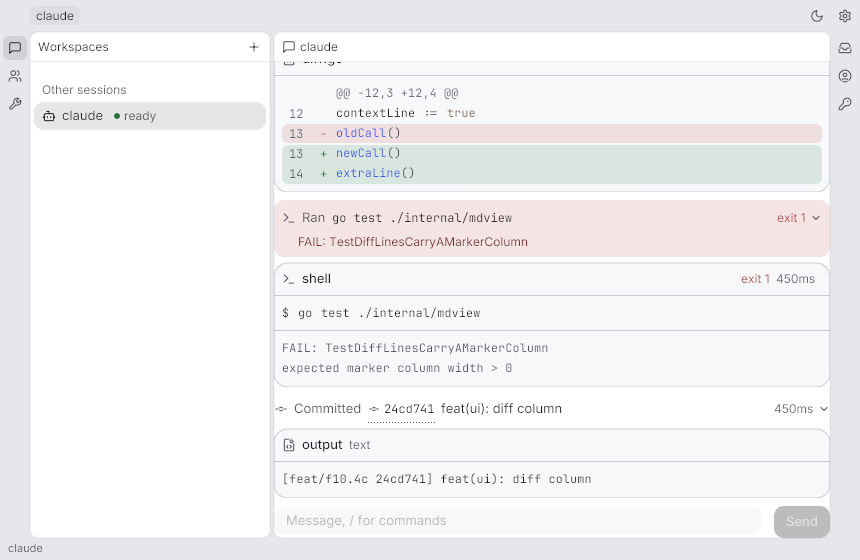 claude
Workspaces
Other sessions
claude
ready
claude
@@ -12,3 +12,4 @@
12 contextLine := true
13 - oldCall()
13 + newCall()
14 + extraLine()
Ran go test ./internal/mdview exit 1
FAIL: TestDiffLinesCarryAMarkerColumn
shell exit 1 450ms
$ go test ./internal/mdview
FAIL: TestDiffLinesCarryAMarkerColumn
expected marker column width > 0
Committed 24cd741 feat(ui): diff column 450ms
output text
[feat/f10.4c 24cd741] feat(ui): diff column
Message, / for commands
Send
claude